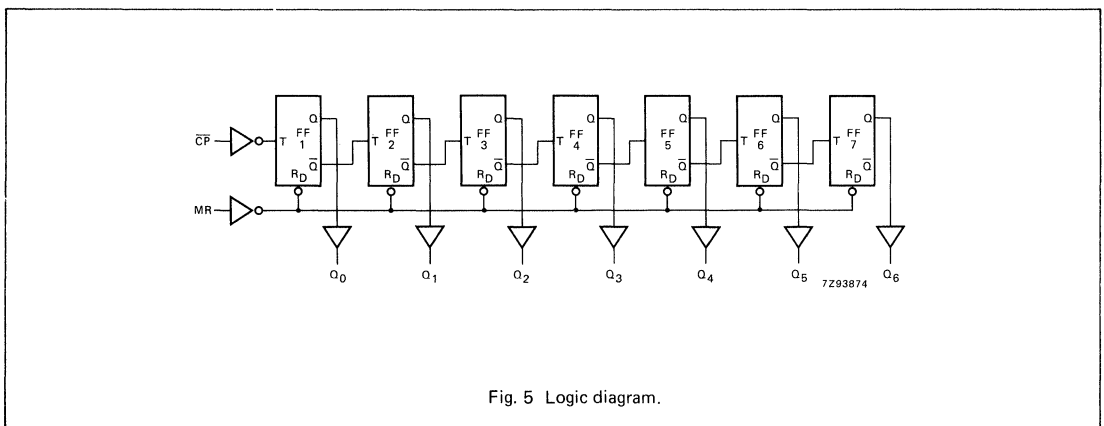 Q Q Q Q Q Q Q
CP T FF 1 T FF 2 T FF 3 T FF 4 T FF 5 T FF 6 T FF 7
Q̅ Q̅ Q̅ Q̅ Q̅ Q̅ Q̅
RD RD RD RD RD RD RD
MR
Q0 Q1 Q2 Q3 Q4 Q5 Q6
7Z93874
Fig. 5 Logic diagram.